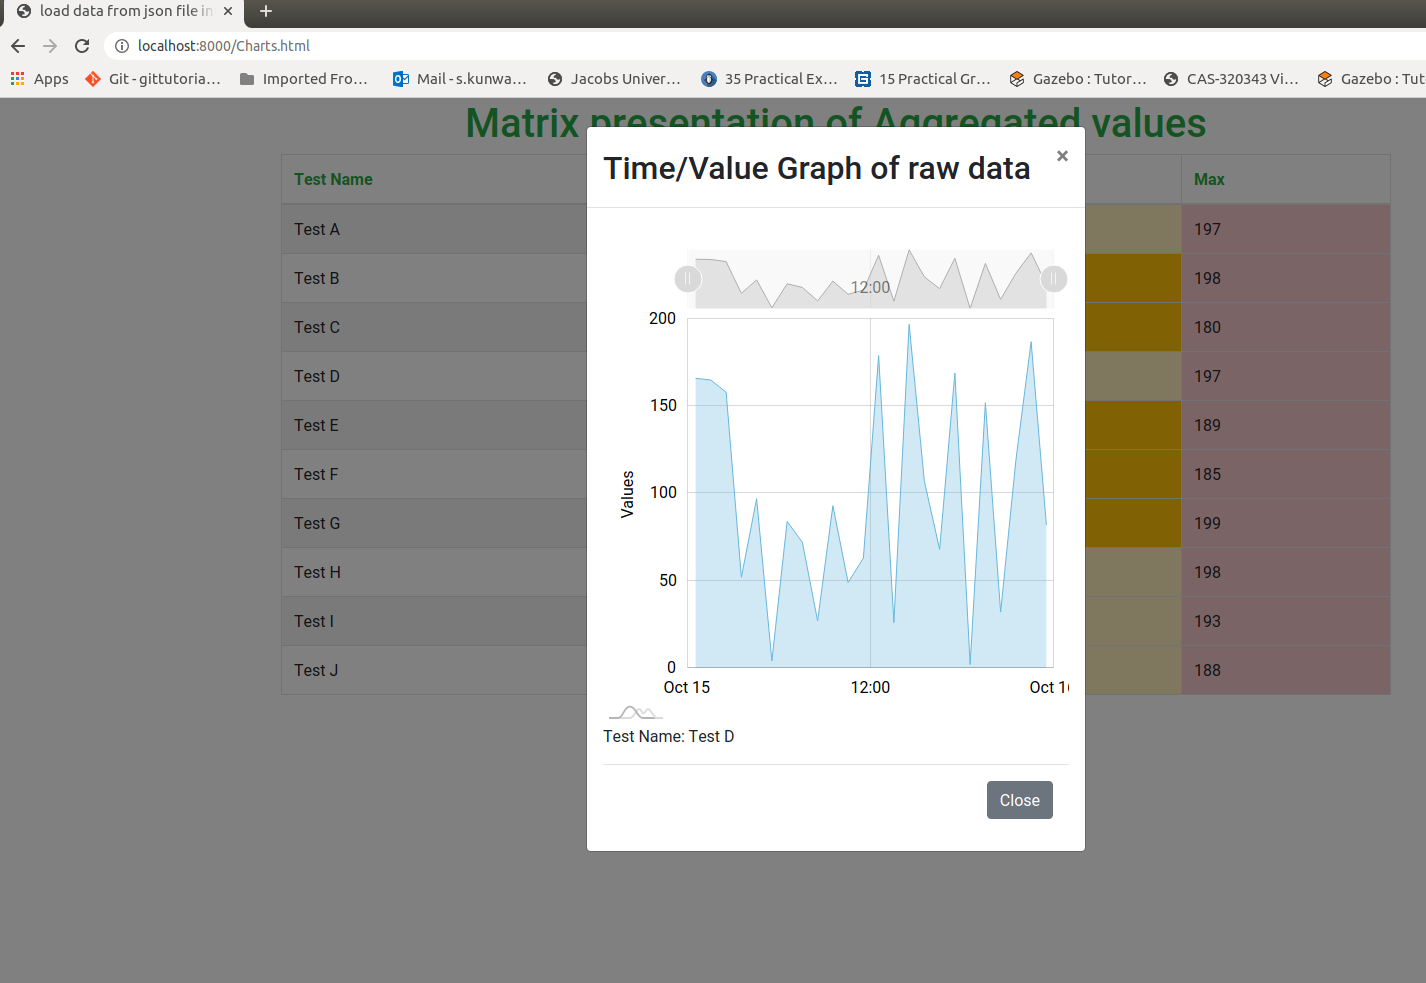 load data from json file in
localhost:8000/Charts.html
Apps Git - gittutoria... Imported Fro... Mail - s.kunwa... Jacobs Univer... 35 Practical Ex... 15 Practical Gr... Gazebo : Tutor... CAS-320343 Vi... Gazebo : Tut
Matrix presentation of Aggregated values
Time/Value Graph of raw data ×
Test Name Max
Test A 197
Test B 198
Test C 180
Test D 197
Test E 189
Test F 185
Test G 199
Test H 198
Test I 193
Test J 188
12:00
200
150
100
50
0
Values
Oct 15 12:00 Oct 16
Test Name: Test D
Close